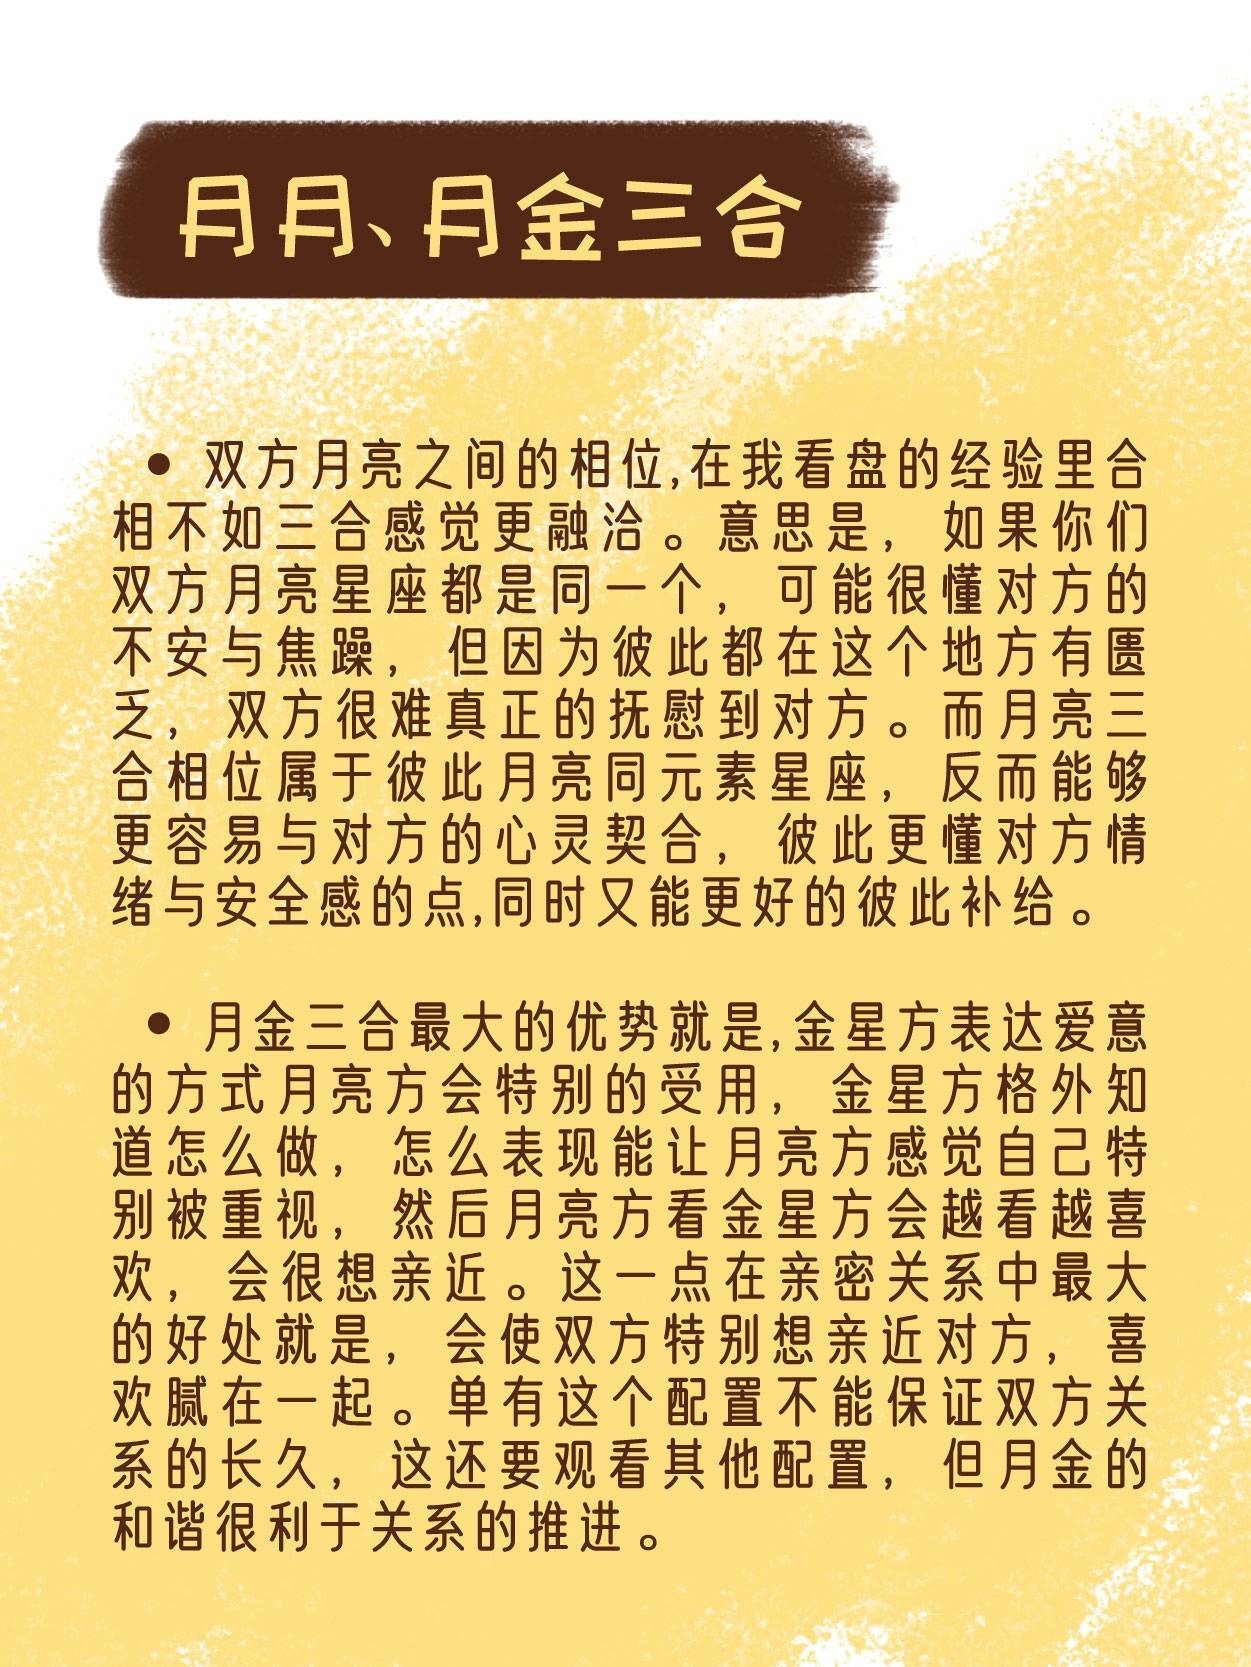 月月、月金三合
• 双方月亮之间的相位,在我看盘的经验里合
相不如三合感觉更融洽。意思是，如果你们
双方月亮星座都是同一个，可能很懂对方的
不安与焦躁，但因为彼此都在这个地方有匮
乏，双方很难真正的抚慰到对方。而月亮三
合相位属于彼此月亮同元素星座，反而能够
更容易与对方的心灵契合，彼此更懂对方情
绪与安全感的点,同时又能更好的彼此补给。
• 月金三合最大的优势就是,金星方表达爱意
的方式月亮方会特别的受用，金星方格外知
道怎么做，怎么表现能让月亮方感觉自己特
别被重视，然后月亮方看金星方会越看越喜
欢，会很想亲近。这一点在亲密关系中最大
的好处就是，会使双方特别想亲近对方，喜
欢腻在一起。单有这个配置不能保证双方关
系的长久，这还要观看其他配置，但月金的
和谐很利于关系的推进。